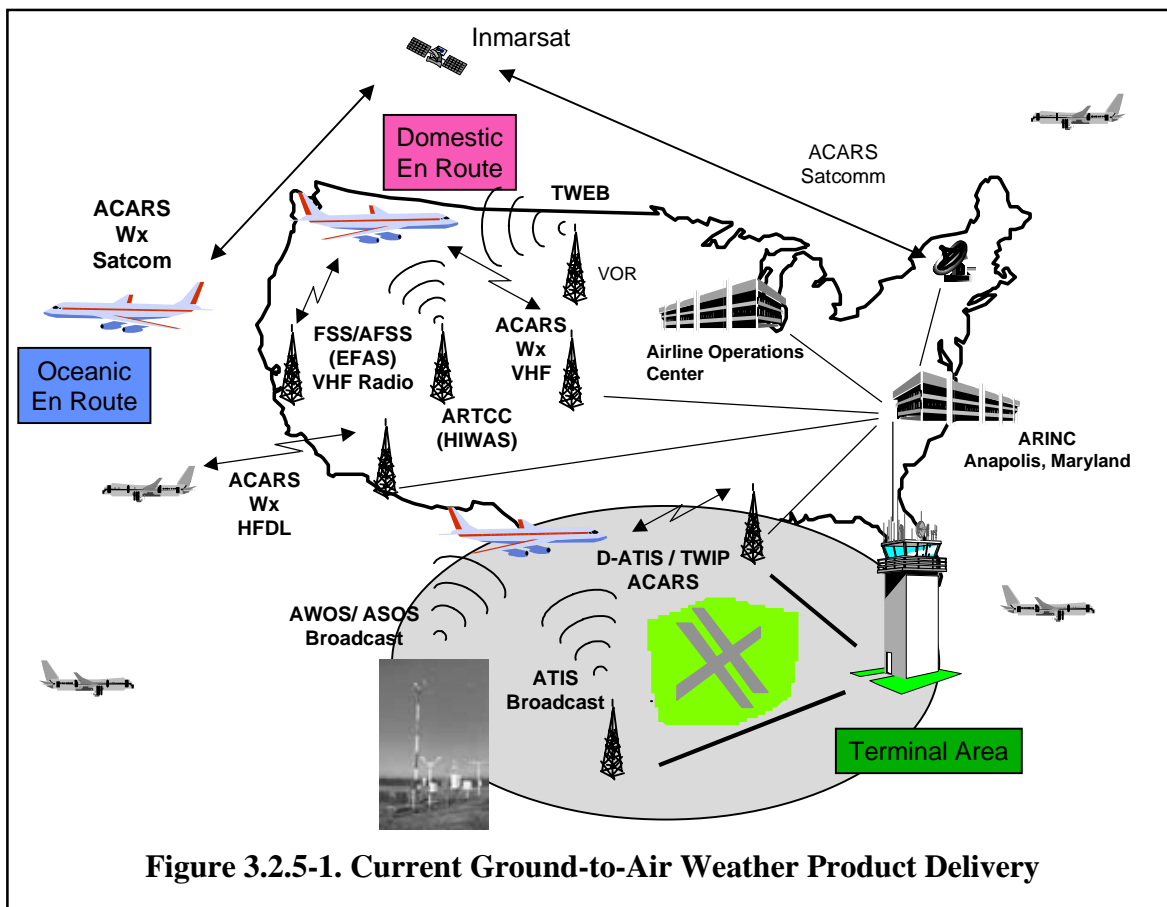 Inmarsat
Domestic
En Route
ACARS
Satcomm
TWEB
ACARS
Wx
Satcom
VOR
FSS/AFSS
(EFAS)
VHF Radio
ACARS
Wx
VHF
Airline Operations
Center
Oceanic
En Route
ARTCC
(HIWAS)
ARINC
Anapolis, Maryland
ACARS
Wx
HFDL
D-ATIS / TWIP
ACARS
AWOS/ ASOS
Broadcast
ATIS
Broadcast
Terminal Area
Figure 3.2.5-1. Current Ground-to-Air Weather Product Delivery